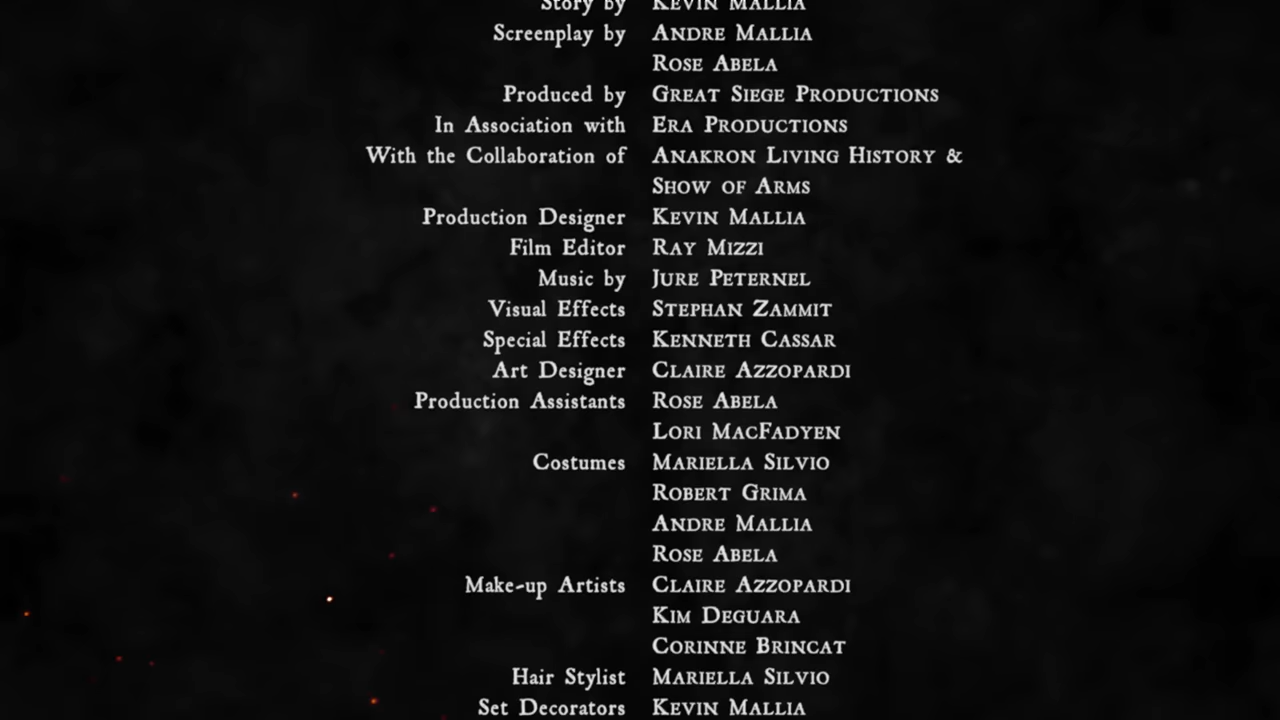 Story by Kevin Mallia
Screenplay by Andre Mallia
Rose Abela
Produced by Great Siege Productions
In Association with Era Productions
With the Collaboration of Anakron Living History &
Show of Arms
Production Designer Kevin Mallia
Film Editor Ray Mizzi
Music by Jure Peternel
Visual Effects Stephan Zammit
Special Effects Kenneth Cassar
Art Designer Claire Azzopardi
Production Assistants Rose Abela
Lori MacFadyen
Costumes Mariella Silvio
Robert Grima
Andre Mallia
Rose Abela
Make-up Artists Claire Azzopardi
Kim Deguara
Corinne Brincat
Hair Stylist Mariella Silvio
Set Decorators Kevin Mallia